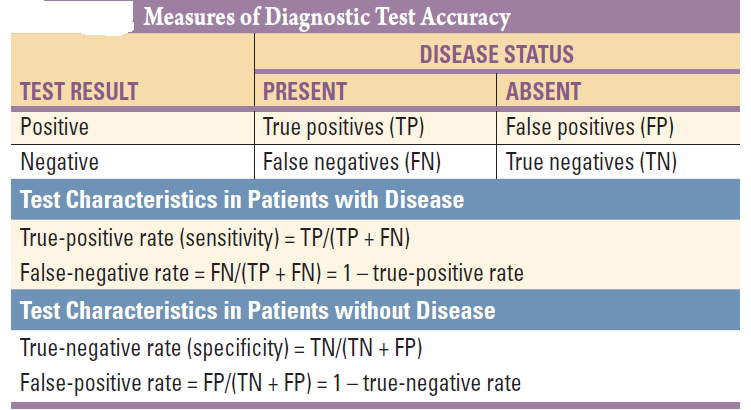 Measures of Diagnostic Test Accuracy
DISEASE STATUS
TEST RESULT PRESENT ABSENT
Positive True positives (TP) False positives (FP)
Negative False negatives (FN) True negatives (TN)
Test Characteristics in Patients with Disease
True-positive rate (sensitivity) = TP/(TP + FN)
False-negative rate = FN/(TP + FN) = 1 – true-positive rate
Test Characteristics in Patients without Disease
True-negative rate (specificity) = TN/(TN + FP)
False-positive rate = FP/(TN + FP) = 1 – true-negative rate